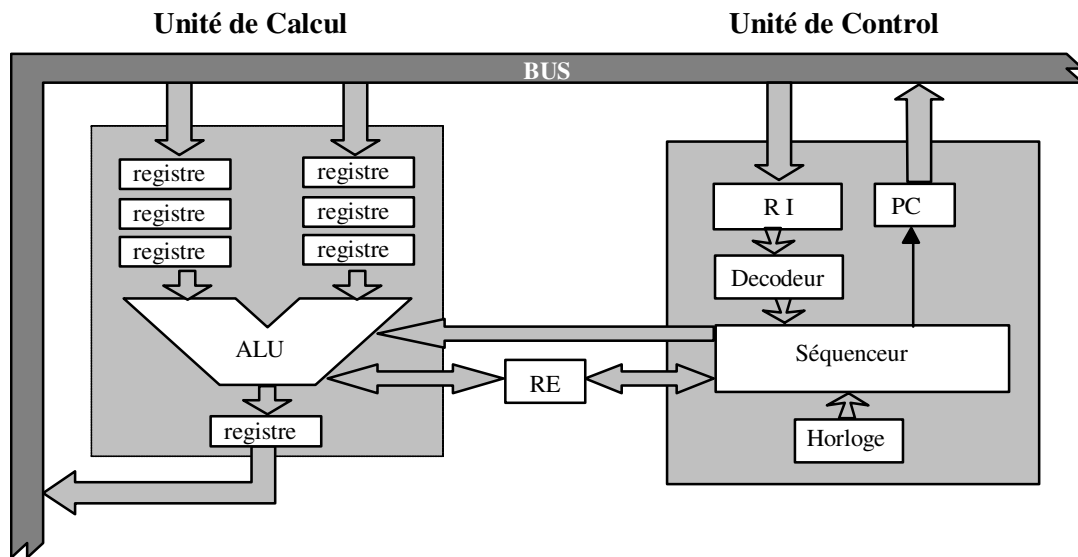 Unité de Calcul
Unité de Control
BUS
registre
registre
registre
registre
registre
registre
ALU
registre
R I
PC
Decodeur
Séquenceur
RE
Horloge